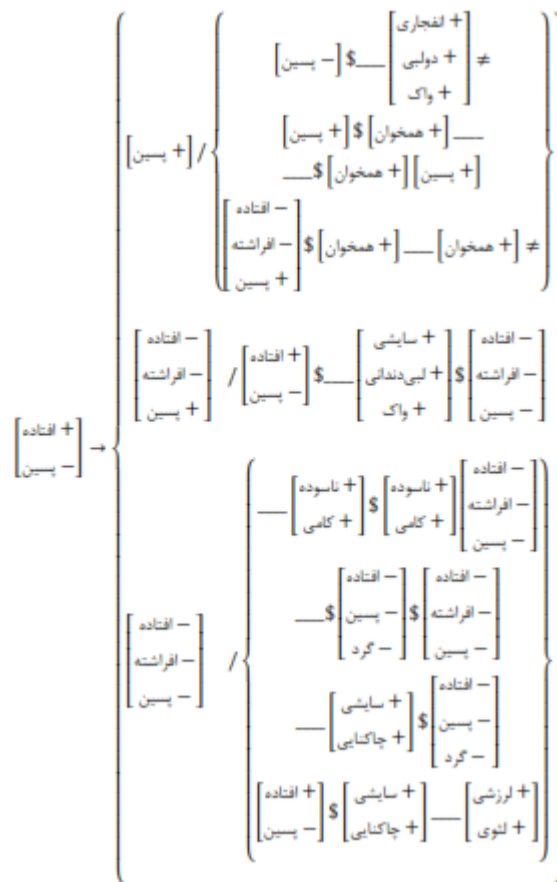 [+ انفجاری]
[− پسین] $___ [+ دولبی] ≠
[+ واک]
[+ پسین] / [+ پسین] $ [+ همخوان] ___
___$ [+ همخوان] [+ پسین]
[− افتاده]
[− افراشته] $ [+ همخوان] ___ [+ همخوان] ≠
[+ پسین]
[− افتاده] [+ افتاده] [+ سایشی] [− افتاده]
[− افراشته] / [− پسین] $___ [+ لبی‌دندانی] $ [− افراشته]
[+ پسین] [+ واک] [− پسین]
[+ افتاده] →
[− پسین]
[+ ناسوده] [+ ناسوده] [− افتاده]
___ [+ کامی] $ [+ کامی] [− افراشته]
[− پسین]
[− افتاده] [− افتاده] [− افتاده]
[− افراشته] / ___$ [− پسین] $ [− افراشته]
[− پسین] [− گرد] [− پسین]
[+ سایشی] [− افتاده]
___ [+ چاکنایی] $ [− پسین]
[− گرد]
[+ افتاده] [+ سایشی] [+ لرزشی]
[− پسین] $ [+ چاکنایی] ___ [+ لثوی]